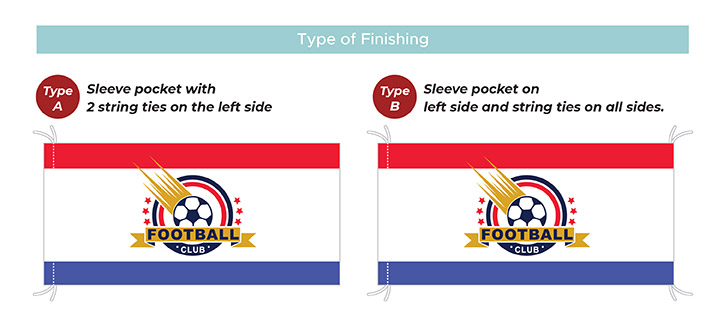 Type of Finishing
Type
A
Sleeve pocket with
2 string ties on the left side
Type
B
Sleeve pocket on
left side and string ties on all sides.
FOOTBALL
CLUB
FOOTBALL
CLUB